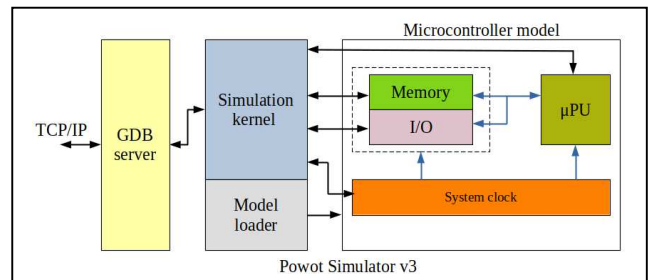 Microcontroller model
TCP/IP
GDB
server
Simulation
kernel
Model
loader
Memory
I/O
μPU
System clock
Powot Simulator v3